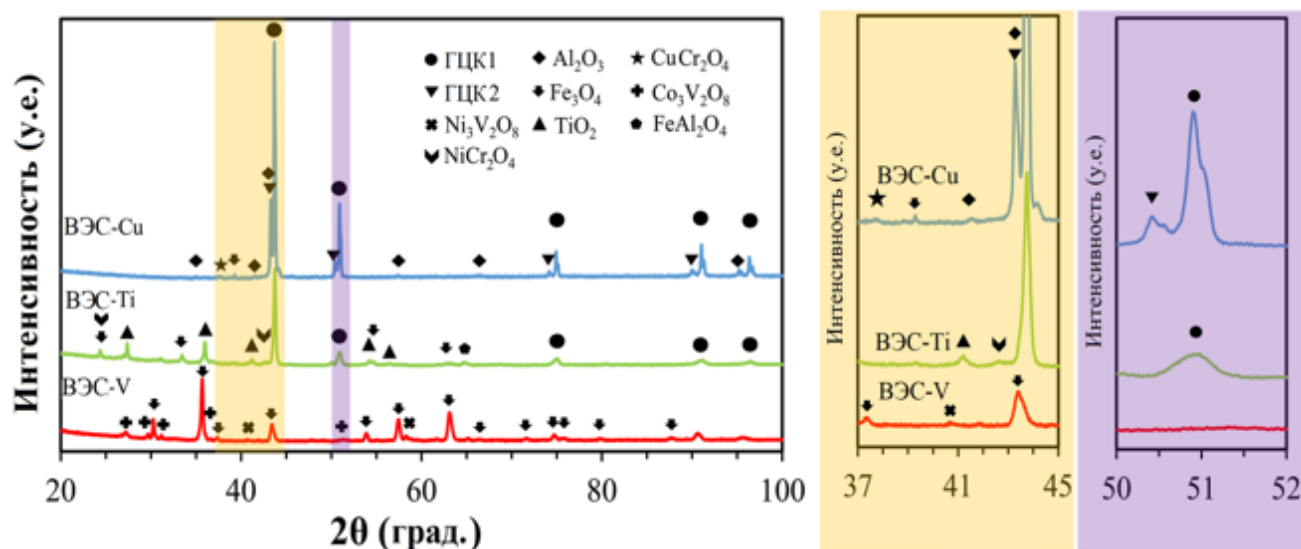 Интенсивность (у.е.)
ГЦК1
ГЦК2
Ni₃V₂O₈
NiCr₂O₄
Al₂O₃
Fe₃O₄
TiO₂
CuCr₂O₄
Co₃V₂O₈
FeAl₂O₄
ВЭС-Cu
ВЭС-Ti
ВЭС-V
20 40 60 80 100
2θ (град.)
Интенсивность (у.е.)
ВЭС-Cu
ВЭС-Ti
ВЭС-V
37 41 45
Интенсивность (у.е.)
50 51 52